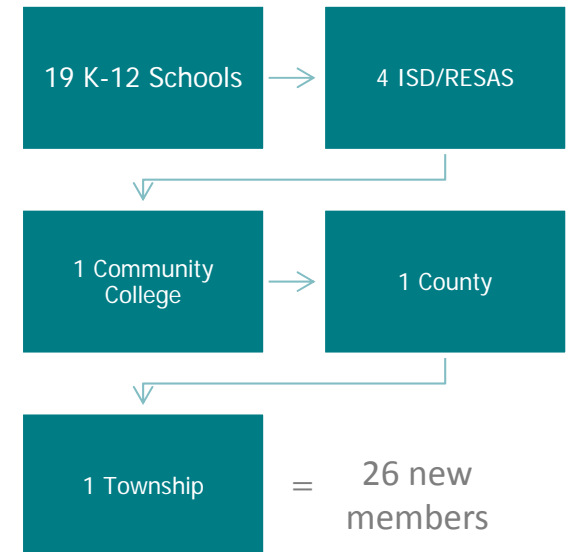 19 K-12 Schools
4 ISD/RESAS
1 Community
College
1 County
1 Township
=
26 new
members